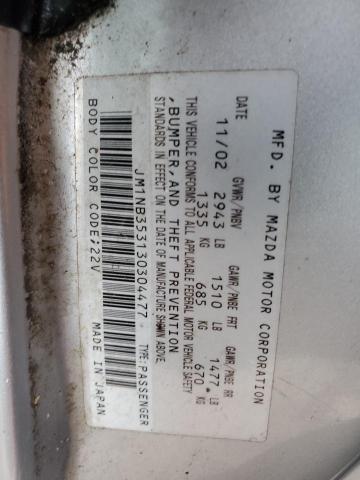 MFD. BY MAZDA MOTOR CORPORATION
DATE GVWR/PNBV GAWR/PNBE FRT GAWR/PNBE RR
11/02 2943 LB 1510 LB 1477 LB
1335 KG 685 KG 670 KG
THIS VEHICLE CONFORMS TO ALL APPLICABLE FEDERAL MOTOR VEHICLE SAFETY
, BUMPER, AND THEFT PREVENTION
STANDARDS IN EFFECT ON THE DATE OF MANUFACTURE SHOWN ABOVE.
JM1NB353130304477 TYPE:PASSENGER
BODY COLOR CODE:22V MADE IN JAPAN